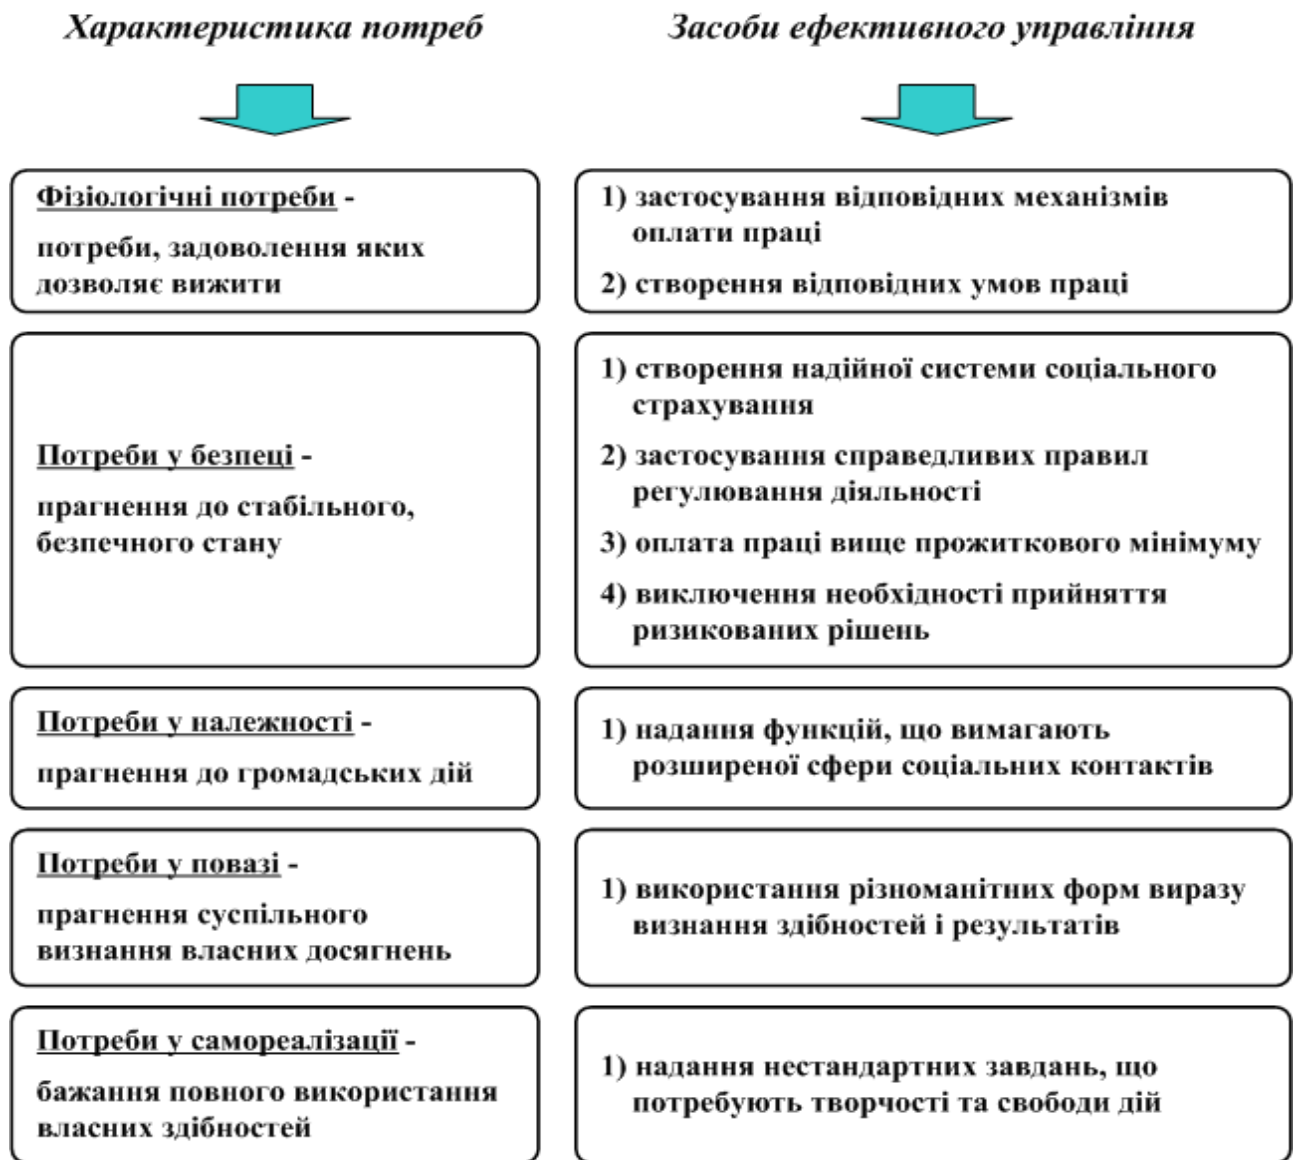 Характеристика потреб
Засоби ефективного управління
Фізіологічні потреби -
потреби, задоволення яких
дозволяє вижити
1) застосування відповідних механізмів
оплати праці
2) створення відповідних умов праці
Потреби у безпеці -
прагнення до стабільного,
безпечного стану
1) створення надійної системи соціального
страхування
2) застосування справедливих правил
регулювання діяльності
3) оплата праці вище прожиткового мінімуму
4) виключення необхідності прийняття
ризикованих рішень
Потреби у належності -
прагнення до громадських дій
1) надання функцій, що вимагають
розширеної сфери соціальних контактів
Потреби у повазі -
прагнення суспільного
визнання власних досягнень
1) використання різноманітних форм виразу
визнання здібностей і результатів
Потреби у самореалізації -
бажання повного використання
власних здібностей
1) надання нестандартних завдань, що
потребують творчості та свободи дій